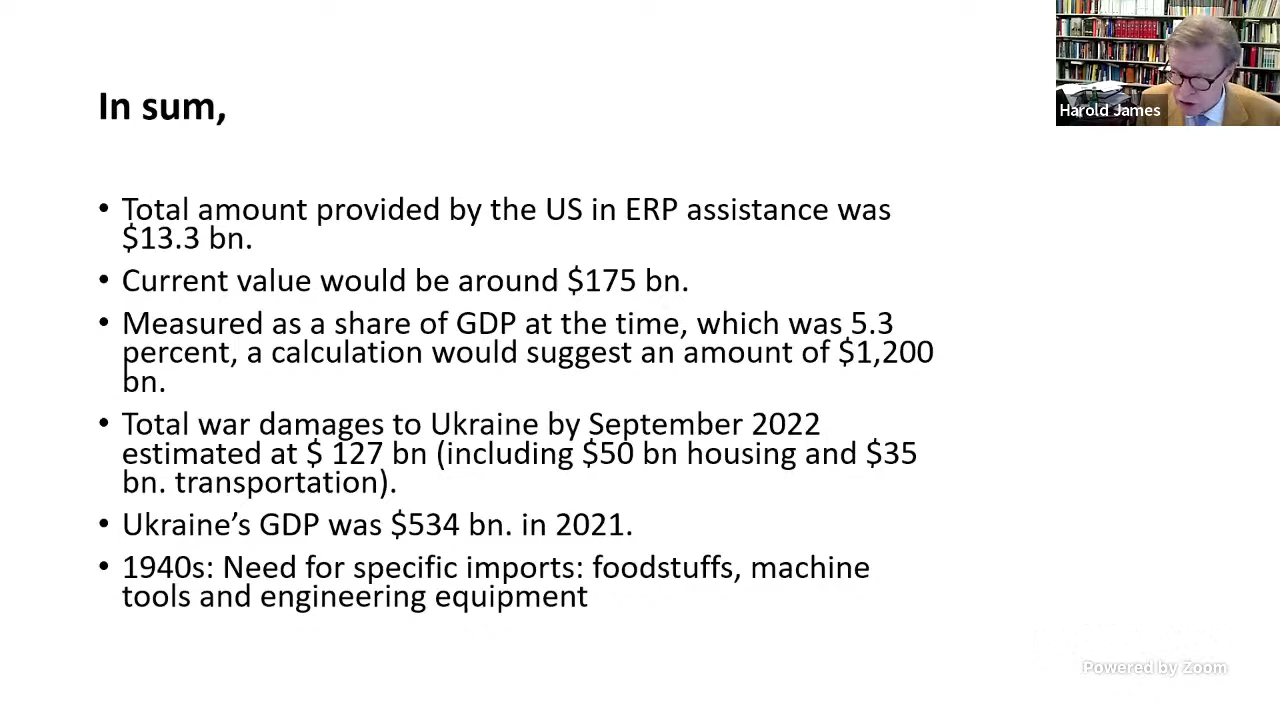 In sum,
• Total amount provided by the US in ERP assistance was
$13.3 bn.
• Current value would be around $175 bn.
• Measured as a share of GDP at the time, which was 5.3
percent, a calculation would suggest an amount of $1,200
bn.
• Total war damages to Ukraine by September 2022
estimated at $ 127 bn (including $50 bn housing and $35
bn. transportation).
• Ukraine’s GDP was $534 bn. in 2021.
• 1940s: Need for specific imports: foodstuffs, machine
tools and engineering equipment
Harold James
Powered by Zoom